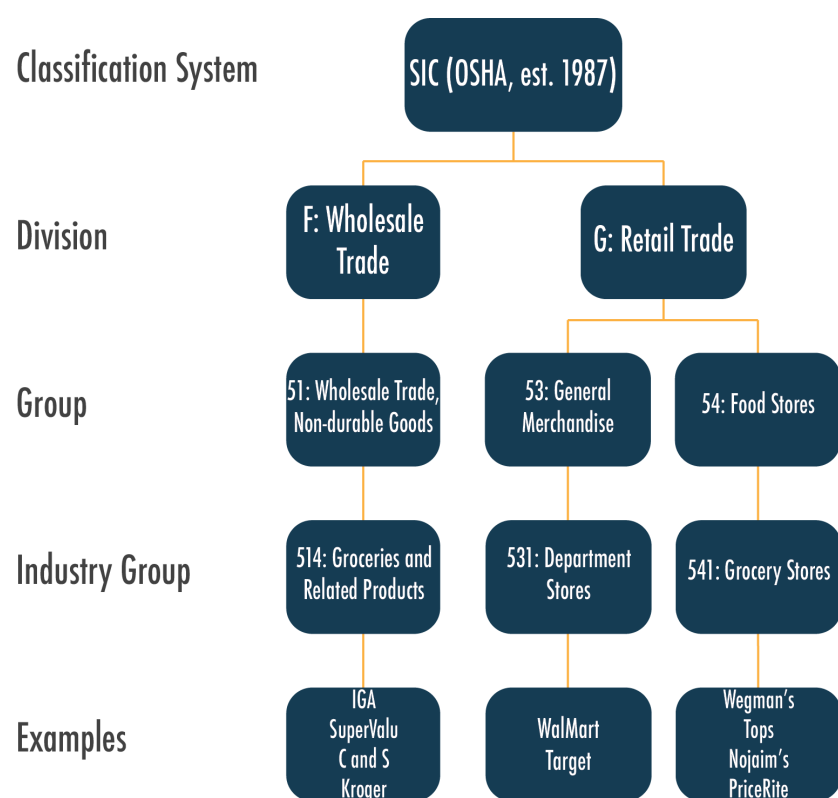 Classification System
SIC (OSHA, est. 1987)
Division
F: Wholesale
Trade
G: Retail Trade
Group
51: Wholesale Trade,
Non-durable Goods
53: General
Merchandise
54: Food Stores
Industry Group
514: Groceries and
Related Products
531: Department
Stores
541: Grocery Stores
Examples
IGA
SuperValu
C and S
Kroger
WalMart
Target
Wegman's
Tops
Nojaim's
PriceRite